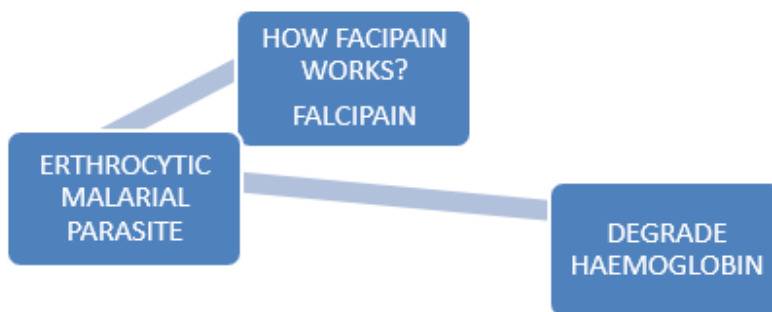 HOW FACIPAIN
WORKS?
FALCIPAIN
ERTHROCYTIC
MALARIAL
PARASITE
DEGRADE
HAEMOGLOBIN